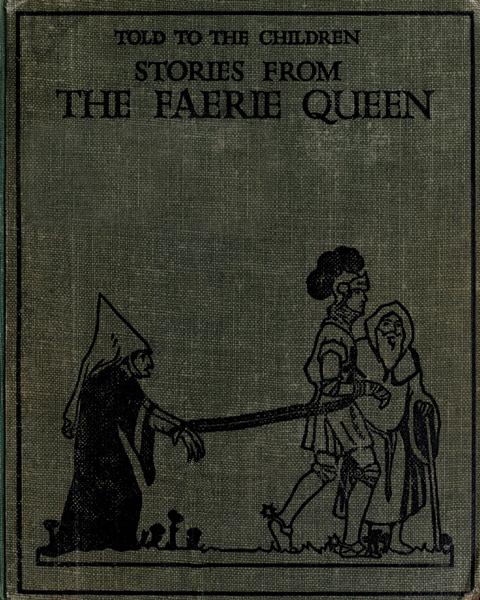 TOLD TO THE CHILDREN
STORIES FROM
THE FAERIE QUEEN